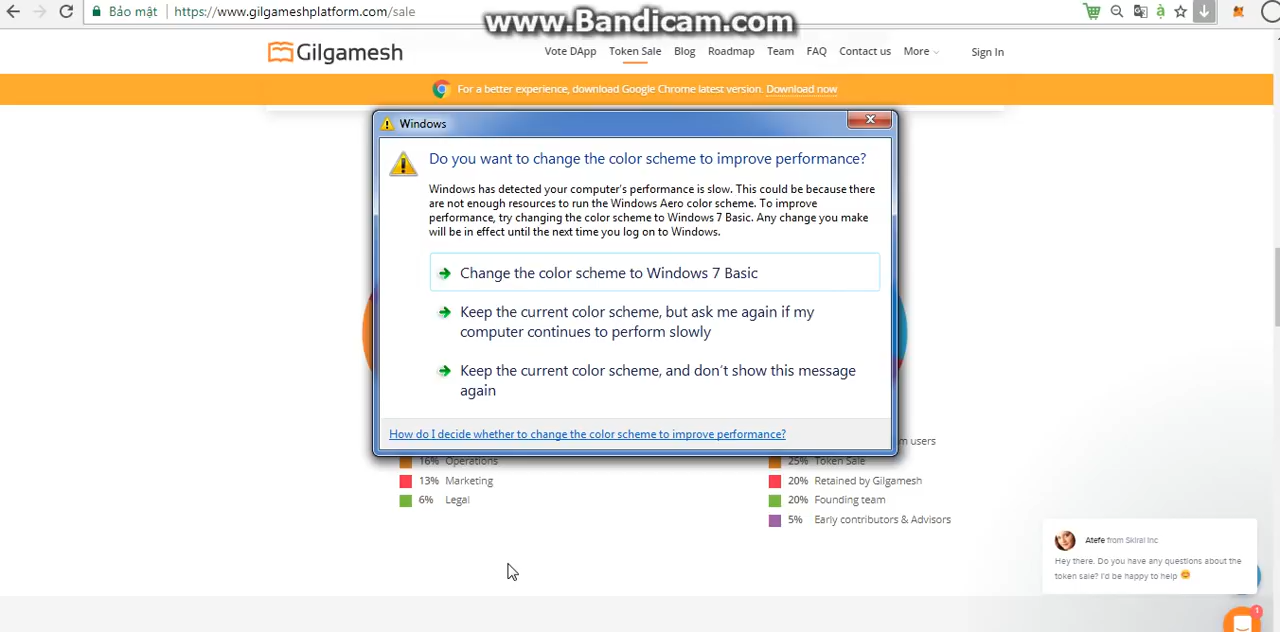 www.Bandicam.com
Bảo mật
https://www.gilgameshplatform.com/sale
Gilgamesh
Vote DApp
Token Sale
Blog
Roadmap
Team
FAQ
Contact us
More
Sign In
For a better experience, download Google Chrome latest version. Download now
Windows
Do you want to change the color scheme to improve performance?
Windows has detected your computer's performance is slow. This could be because there
are not enough resources to run the Windows Aero color scheme. To improve
performance, try changing the color scheme to Windows 7 Basic. Any change you make
will be in effect until the next time you log on to Windows.
Change the color scheme to Windows 7 Basic
Keep the current color scheme, but ask me again if my
computer continues to perform slowly
Keep the current color scheme, and don't show this message
again
How do I decide whether to change the color scheme to improve performance?
16% Operations
13% Marketing
6% Legal
users
25% Token Sale
20% Retained by Gilgamesh
20% Founding team
5% Early contributors & Advisors
Atefe from Skiral Inc
Hey there. Do you have any questions about the
token sale? I'd be happy to help
1